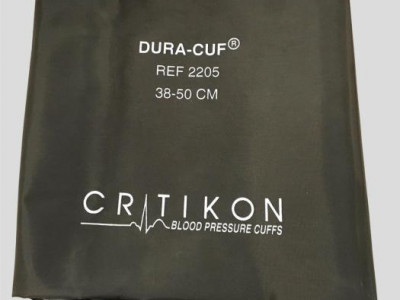 DURA-CUF®
REF 2205
38-50 CM
CRITIKON
BLOOD PRESSURE CUFFS